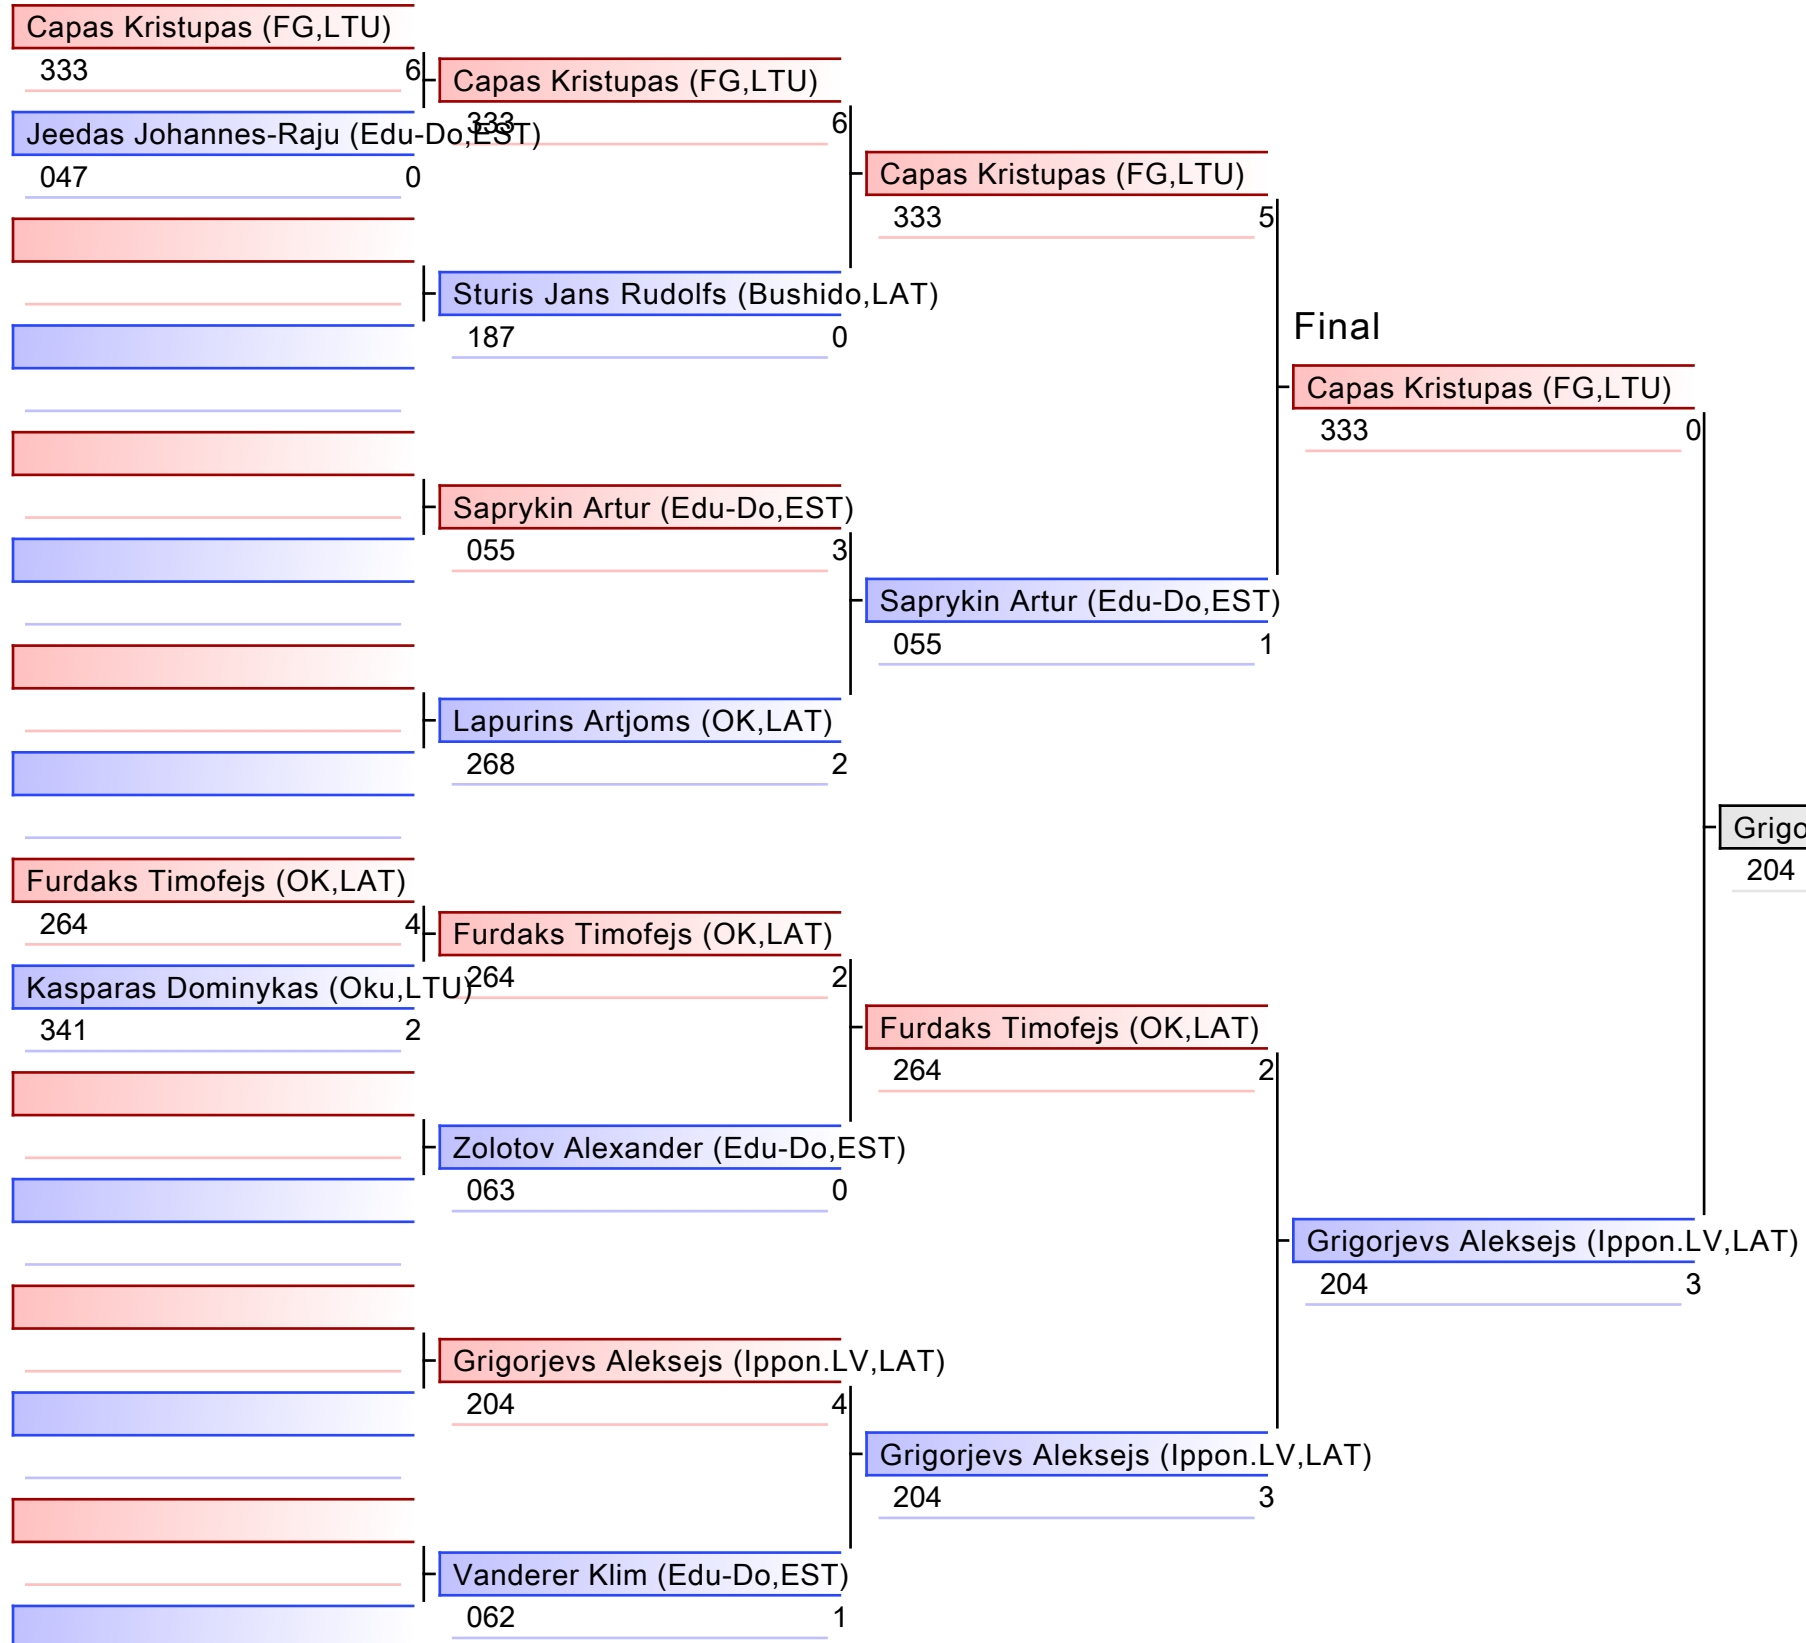 Capas Kristupas (FG,LTU)
333 6
Jeedas Johannes-Raju (Edu-Do,EST)
047 0
Furdaks Timofejs (OK,LAT)
264 4
Kasparas Dominykas (Oku,LTU)
341 2
Capas Kristupas (FG,LTU)
333 6
Sturis Jans Rudolfs (Bushido,LAT)
187 0
Saprykin Artur (Edu-Do,EST)
055 3
Lapurins Artjoms (OK,LAT)
268 2
Furdaks Timofejs (OK,LAT)
264 2
Zolotov Alexander (Edu-Do,EST)
063 0
Grigorjevs Aleksejs (Ippon.LV,LAT)
204 4
Vanderer Klim (Edu-Do,EST)
062 1
Capas Kristupas (FG,LTU)
333 5
Saprykin Artur (Edu-Do,EST)
055 1
Furdaks Timofejs (OK,LAT)
264 2
Grigorjevs Aleksejs (Ippon.LV,LAT)
204 3
Final
Capas Kristupas (FG,LTU)
333 0
Grigorjevs Aleksejs (Ippon.LV,LAT)
204 3
Grigo
204